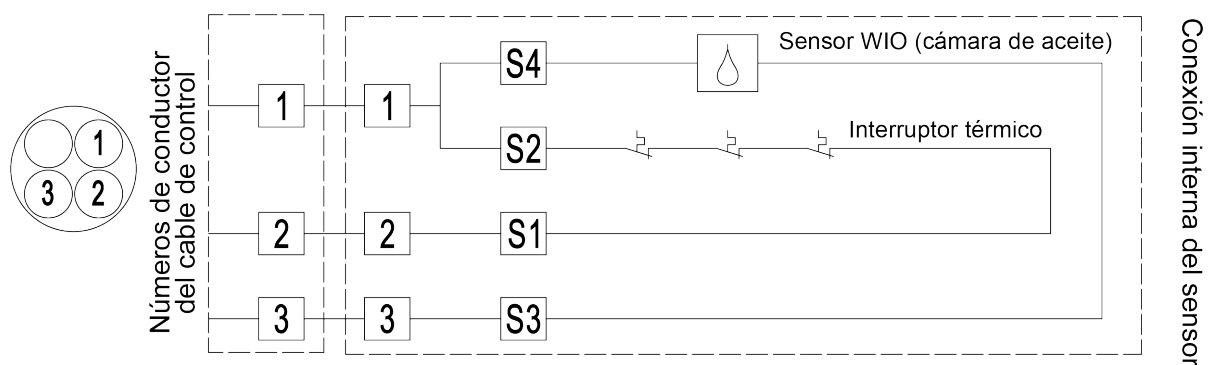 1
3 2
Números de conductor
del cable de control
1 1 S4 Sensor WIO (cámara de aceite)
S2 Interruptor térmico
2 2 S1
3 3 S3
Conexión interna del sensor